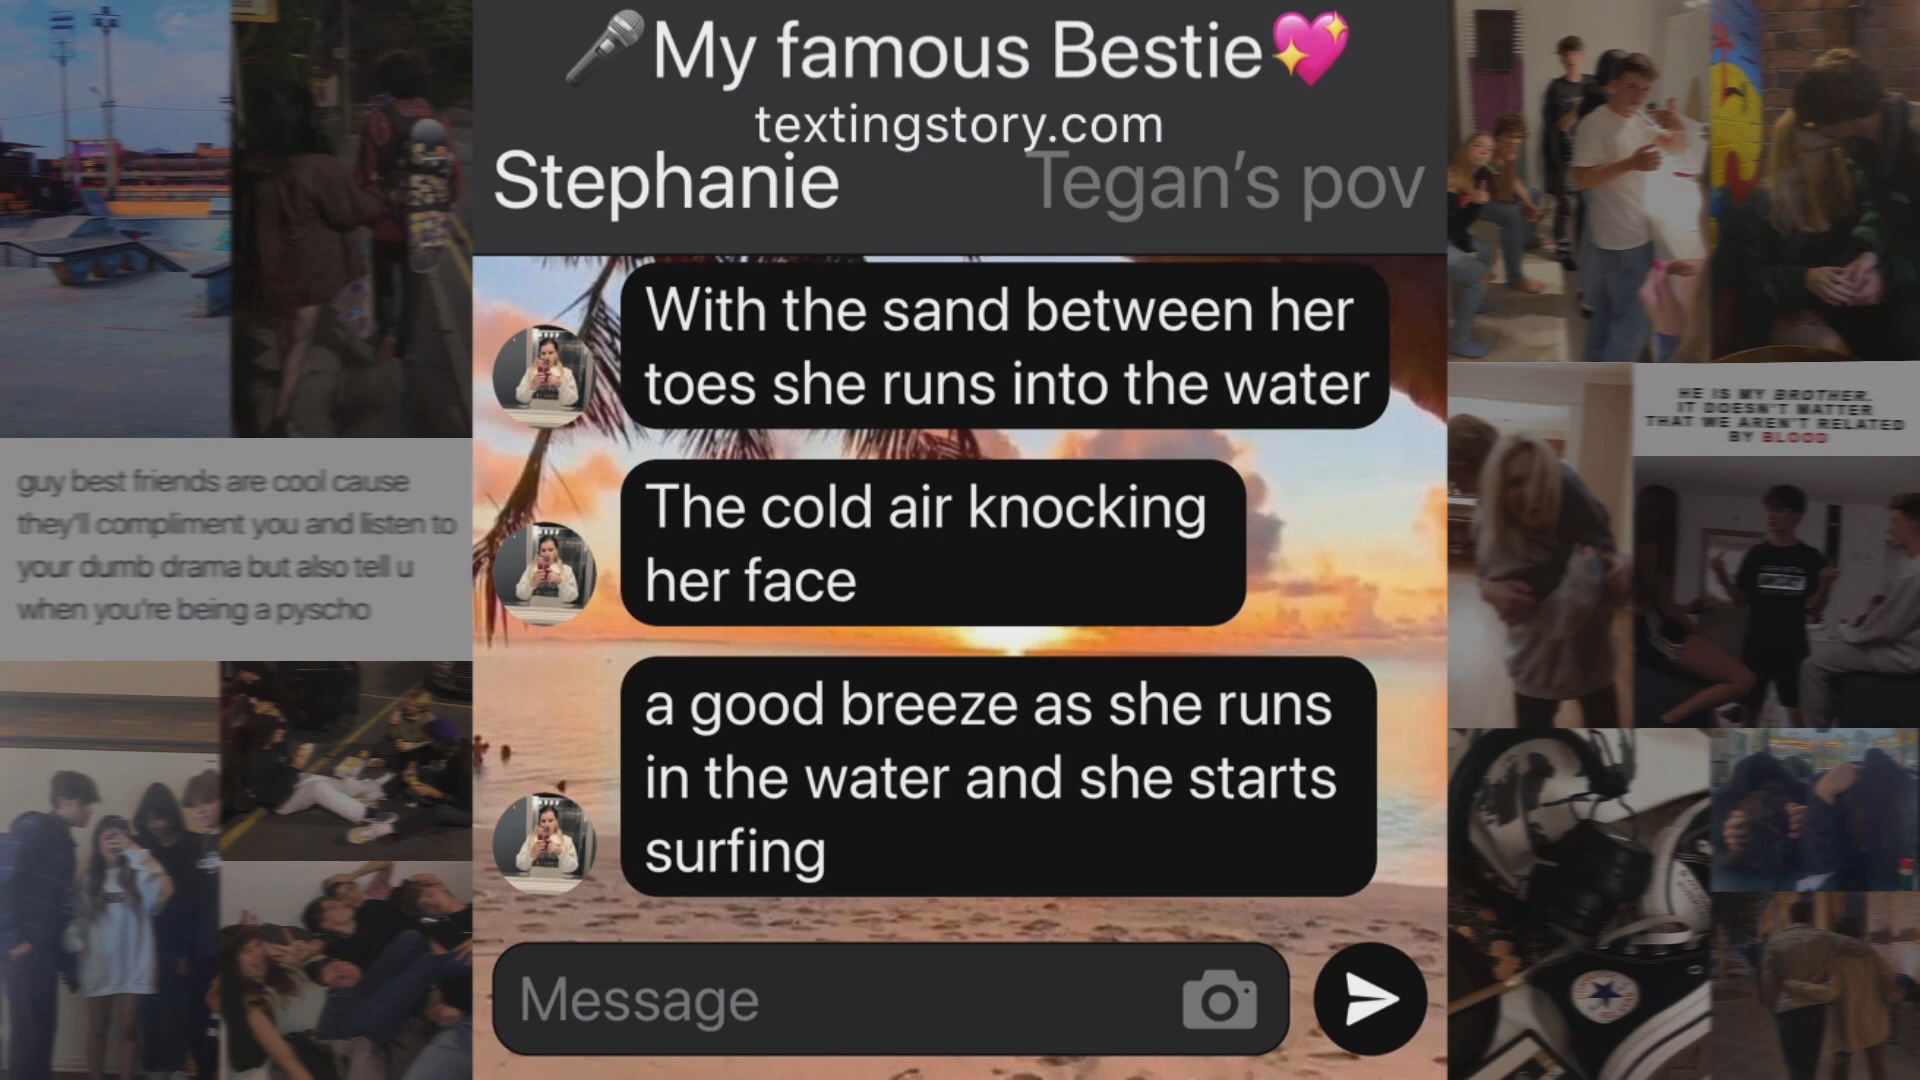 🎤My famous Bestie💖
textingstory.com
Stephanie
Tegan’s pov
With the sand between her
toes she runs into the water
The cold air knocking
her face
a good breeze as she runs
in the water and she starts
surfing
Message
guy best friends are cool cause
they'll compliment you and listen to
your dumb drama but also tell u
when you're being a pyscho
HE IS MY BROTHER.
IT DOESN'T MATTER
THAT WE AREN'T RELATED
BY BLOOD